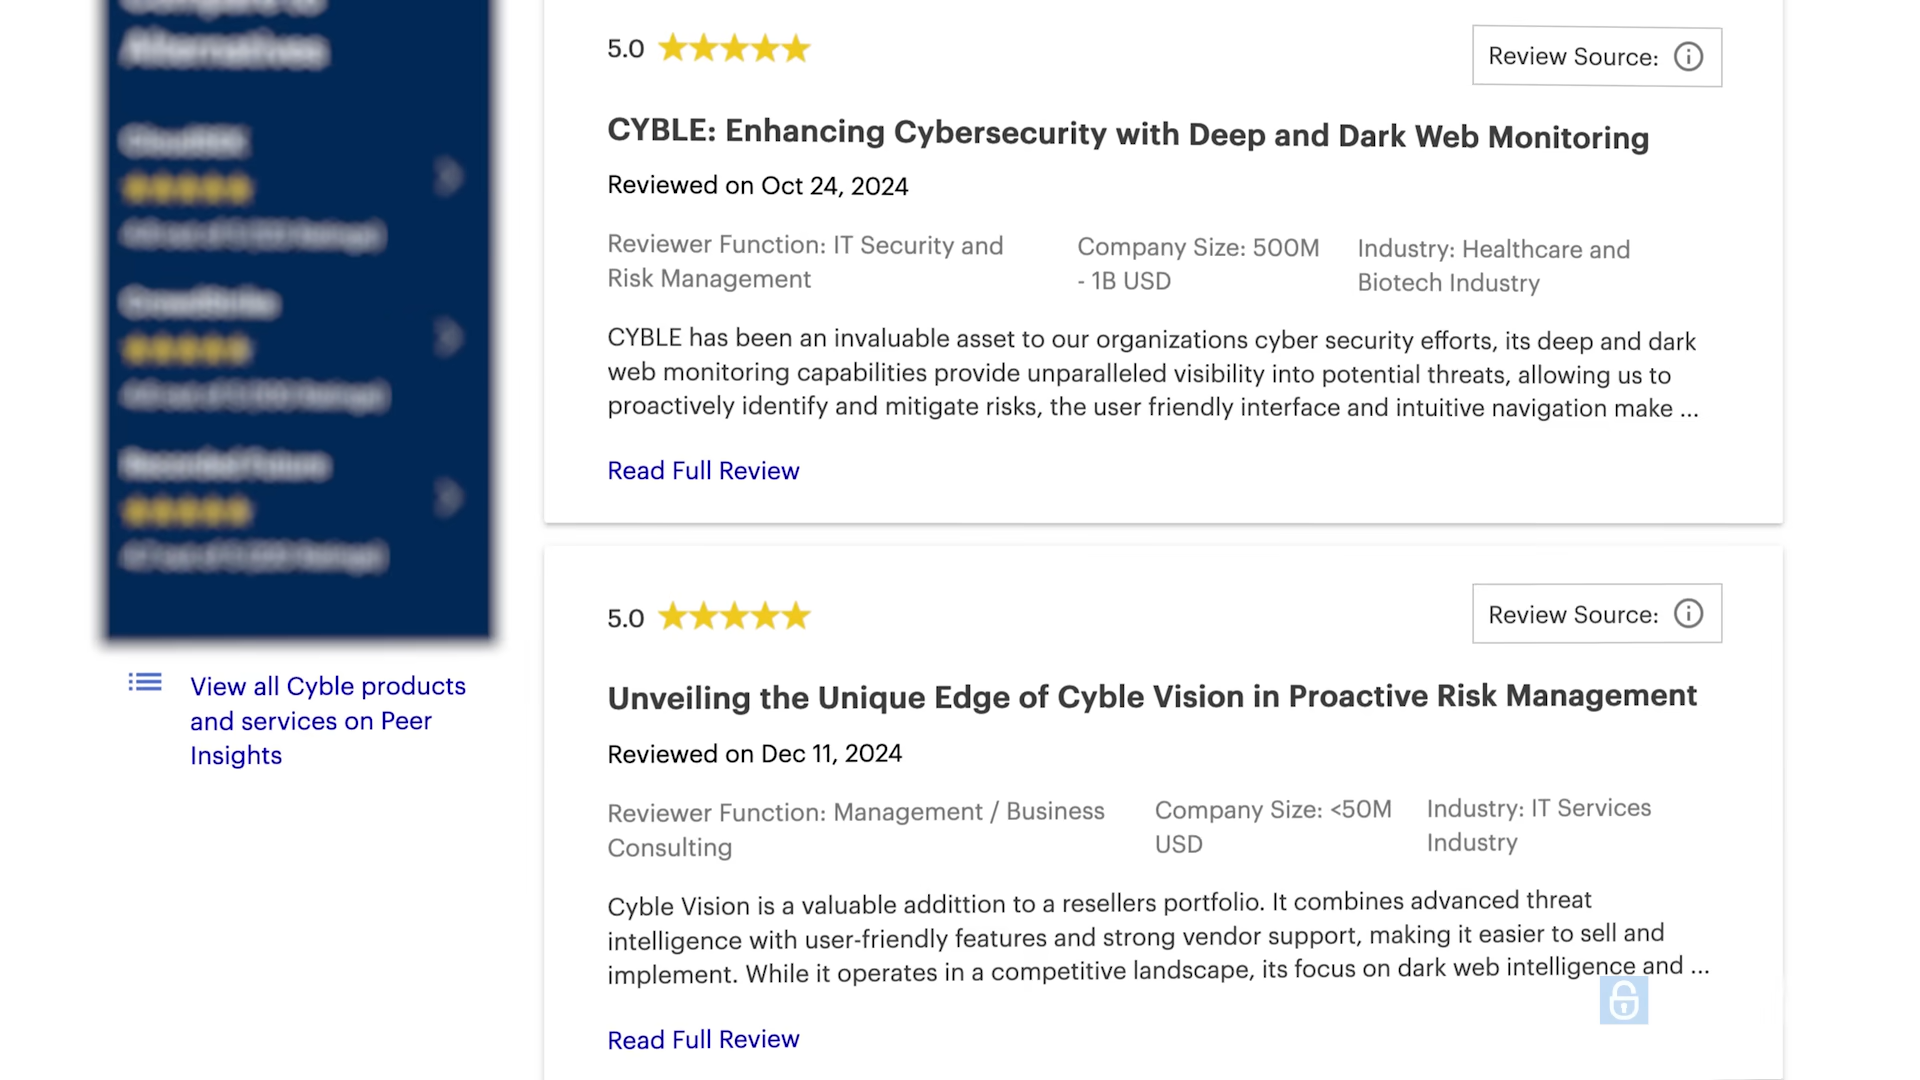 Alternatives
5.0
Review Source:
CYBLE: Enhancing Cybersecurity with Deep and Dark Web Monitoring
Reviewed on Oct 24, 2024
Reviewer Function: IT Security and
Risk Management
Company Size: 500M
- 1B USD
Industry: Healthcare and
Biotech Industry
CYBLE has been an invaluable asset to our organizations cyber security efforts, its deep and dark
web monitoring capabilities provide unparalleled visibility into potential threats, allowing us to
proactively identify and mitigate risks, the user friendly interface and intuitive navigation make ...
Read Full Review
View all Cyble products
and services on Peer
Insights
5.0
Review Source:
Unveiling the Unique Edge of Cyble Vision in Proactive Risk Management
Reviewed on Dec 11, 2024
Reviewer Function: Management / Business
Consulting
Company Size: <50M
USD
Industry: IT Services
Industry
Cyble Vision is a valuable addittion to a resellers portfolio. It combines advanced threat
intelligence with user-friendly features and strong vendor support, making it easier to sell and
implement. While it operates in a competitive landscape, its focus on dark web intelligence and ...
Read Full Review